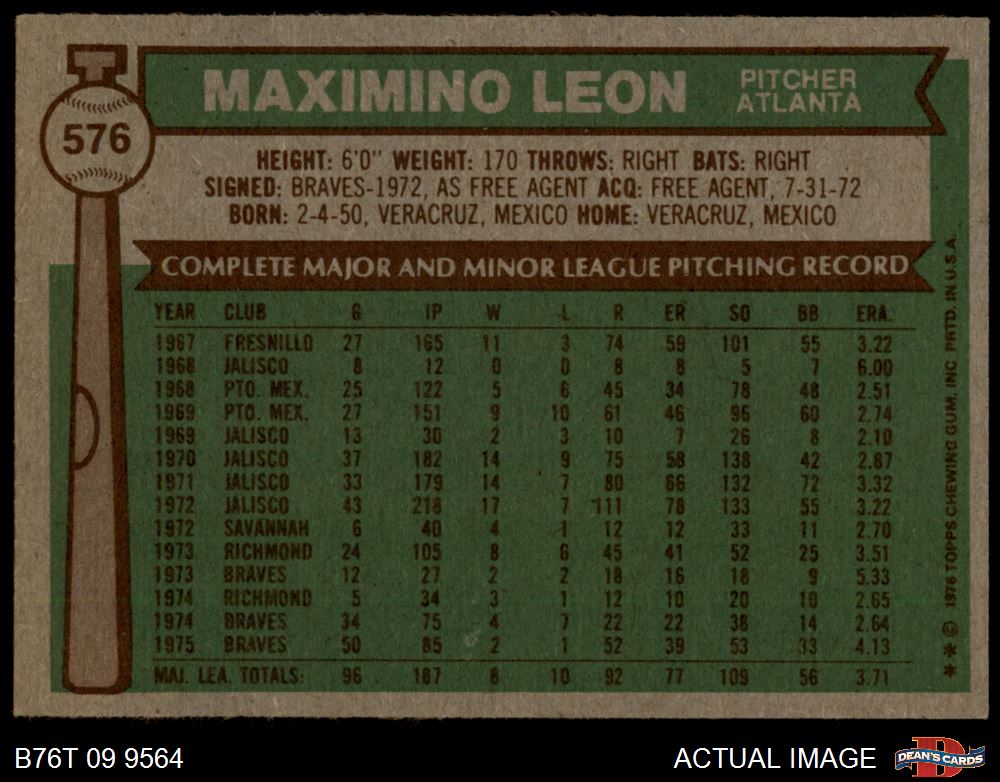 MAXIMINO LEON
PITCHER
ATLANTA
576
HEIGHT: 6'0" WEIGHT: 170 THROWS: RIGHT BATS: RIGHT
SIGNED: BRAVES-1972, AS FREE AGENT ACQ: FREE AGENT, 7-31-72
BORN: 2-4-50, VERACRUZ, MEXICO HOME: VERACRUZ, MEXICO
COMPLETE MAJOR AND MINOR LEAGUE PITCHING RECORD
YEAR CLUB G IP W L R ER SO BB ERA.
1967 FRESNILLO 27 165 11 3 74 59 101 55 3.22
1968 JALISCO 8 12 0 0 8 8 5 7 6.00
1968 PTO. MEX. 25 122 5 6 45 34 78 48 2.51
1969 PTO. MEX. 27 151 9 10 61 46 96 60 2.74
1969 JALISCO 13 30 2 3 10 7 26 8 2.10
1970 JALISCO 37 182 14 9 75 58 138 42 2.87
1971 JALISCO 33 179 14 7 80 66 132 72 3.32
1972 JALISCO 43 218 17 7 111 78 133 55 3.22
1972 SAVANNAH 6 40 4 1 12 12 33 11 2.70
1973 RICHMOND 24 105 8 6 45 41 52 25 3.51
1973 BRAVES 12 27 2 2 18 16 18 9 5.33
1974 RICHMOND 5 34 3 1 12 10 20 10 2.65
1974 BRAVES 34 75 4 7 22 22 38 14 2.64
1975 BRAVES 50 85 2 1 52 39 53 33 4.13
MAJ. LEA. TOTALS: 96 187 8 10 92 77 109 56 3.71
** © 1976 TOPPS CHEWING GUM, INC. PRTD. IN U.S.A.
B76T 09 9564
ACTUAL IMAGE
D
DEAN'S CARDS